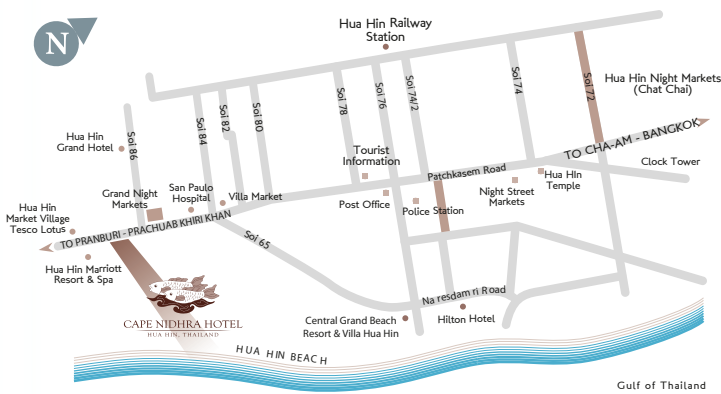 N
Hua Hin Railway
Station
Hua Hin Night Markets
(Chat Chai)
Soi 86
Soi 84
Soi 82
Soi 80
Soi 78
Soi 76
Soi 74/2
Soi 74
Soi 72
TO CHA-AM - BANGKOK
Clock Tower
Hua Hin
Grand Hotel
Tourist
Information
Patchkasem Road
Hua HIn
Temple
Night Street
Markets
Post Office
Police Station
Grand Night
Markets
San Paulo
Hospital
Villa Market
Hua Hin
Market Village
Tesco Lotus
TO PRANBURI - PRACHUAB KHIRI KHAN
Soi 65
Hua Hin Marriott
Resort & Spa
CAPE NIDHRA HOTEL
HUA HIN, THAILAND
Na resdam ri Road
Central Grand Beach
Resort & Villa Hua Hin
Hilton Hotel
HUA HIN BEACH
Gulf of Thailand